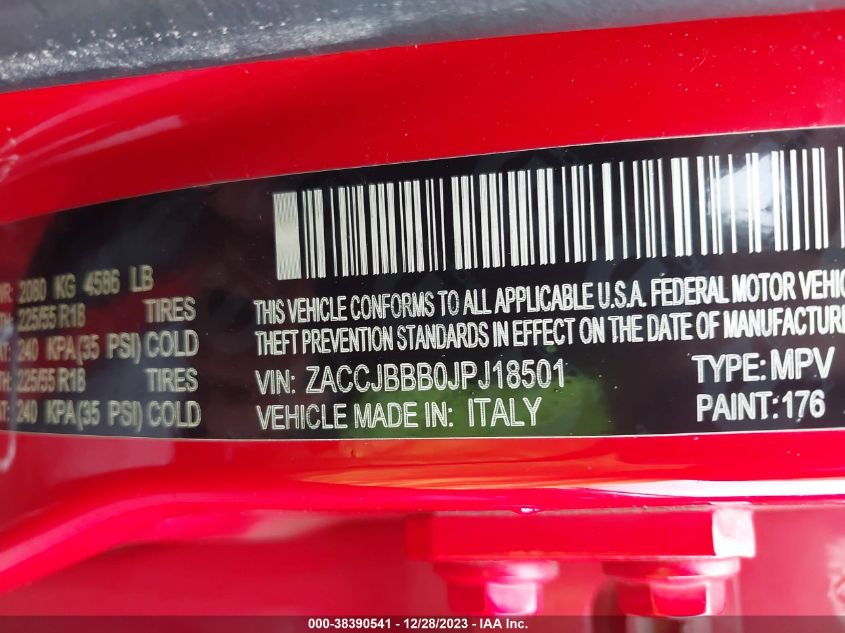 THIS VEHICLE CONFORMS TO ALL APPLICABLE U.S.A. FEDERAL MOTOR
THEFT PREVENTION STANDARDS IN EFFECT ON THE DATE OF
VIN: ZACCJBBB0JPJ18501 TYPE: MPV
VEHICLE MADE IN: ITALY PAINT: 176
2080 KG 4586 LB
225/55 R18 TIRES
240 KPA(35 PSI) COLD
225/55 R18 TIRES
240 KPA(35 PSI) COLD
000-38390541 - 12/28/2023 - IAA Inc.